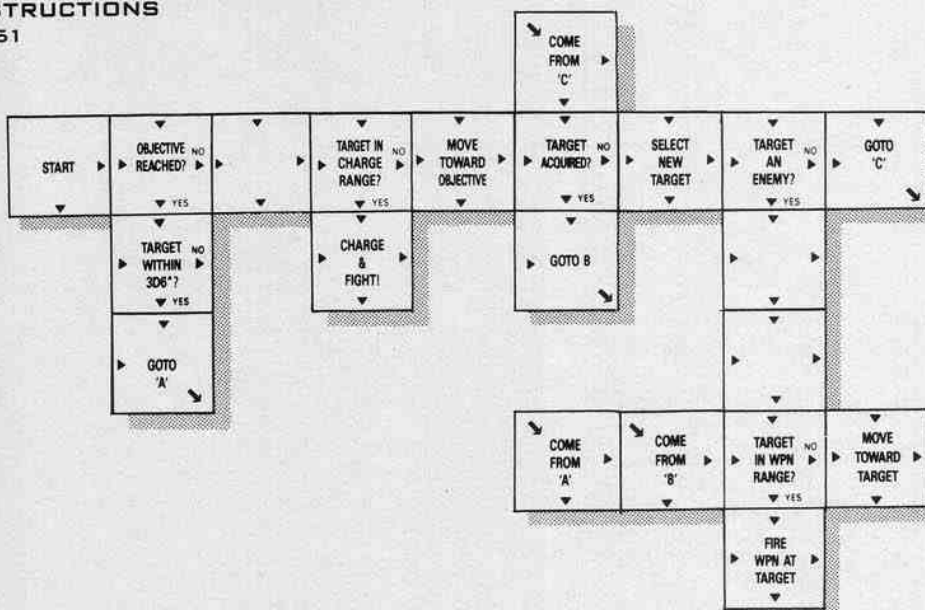 STRUCTIONS
51
COME
FROM
'C'
START
OBJECTIVE NO
REACHED?
YES
TARGET IN NO
CHARGE
RANGE?
YES
MOVE
TOWARD
OBJECTIVE
TARGET NO
ACQUIRED?
YES
SELECT
NEW
TARGET
TARGET
AN NO
ENEMY?
YES
GOTO
'C'
TARGET NO
WITHIN
3D6"?
YES
CHARGE
&
FIGHT!
GOTO B
GOTO
'A'
COME
FROM
'A'
COME
FROM
'B'
TARGET NO
IN WPN
RANGE?
YES
MOVE
TOWARD
TARGET
FIRE
WPN AT
TARGET